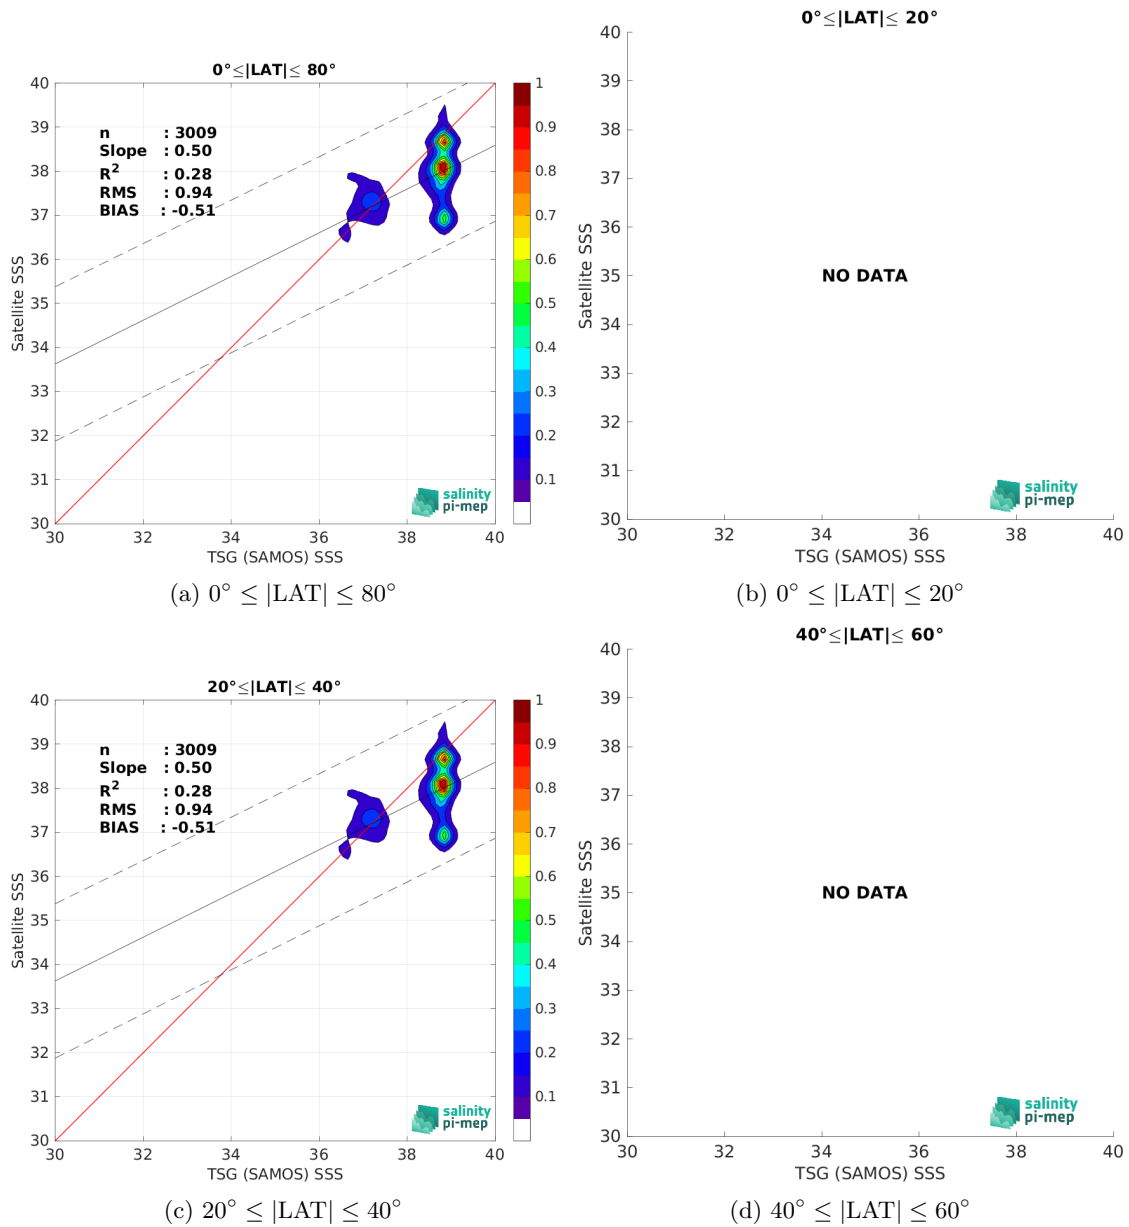 0°≤|LAT|≤ 80°
40
39
38
37
36
35
34
33
32
31
30
Satellite SSS
n : 3009
Slope : 0.50
R² : 0.28
RMS : 0.94
BIAS : -0.51
salinity
pi-mep
30 32 34 36 38 40
TSG (SAMOS) SSS
1
0.9
0.8
0.7
0.6
0.5
0.4
0.3
0.2
0.1
(a) 0° ≤ |LAT| ≤ 80°
0°≤|LAT|≤ 20°
40
39
38
37
36
35
34
33
32
31
30
Satellite SSS
NO DATA
salinity
pi-mep
30 32 34 36 38 40
TSG (SAMOS) SSS
(b) 0° ≤ |LAT| ≤ 20°
20°≤|LAT|≤ 40°
40
39
38
37
36
35
34
33
32
31
30
Satellite SSS
n : 3009
Slope : 0.50
R² : 0.28
RMS : 0.94
BIAS : -0.51
salinity
pi-mep
30 32 34 36 38 40
TSG (SAMOS) SSS
1
0.9
0.8
0.7
0.6
0.5
0.4
0.3
0.2
0.1
(c) 20° ≤ |LAT| ≤ 40°
40°≤|LAT|≤ 60°
40
39
38
37
36
35
34
33
32
31
30
Satellite SSS
NO DATA
salinity
pi-mep
30 32 34 36 38 40
TSG (SAMOS) SSS
(d) 40° ≤ |LAT| ≤ 60°